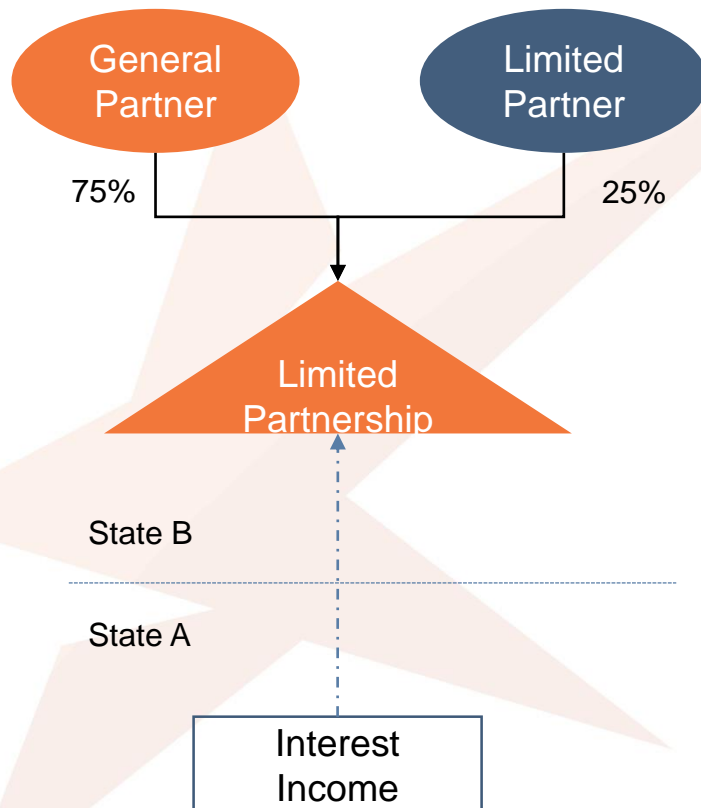 General
Partner
Limited
Partner
75%
25%
Limited
Partnership
State B
State A
Interest
Income